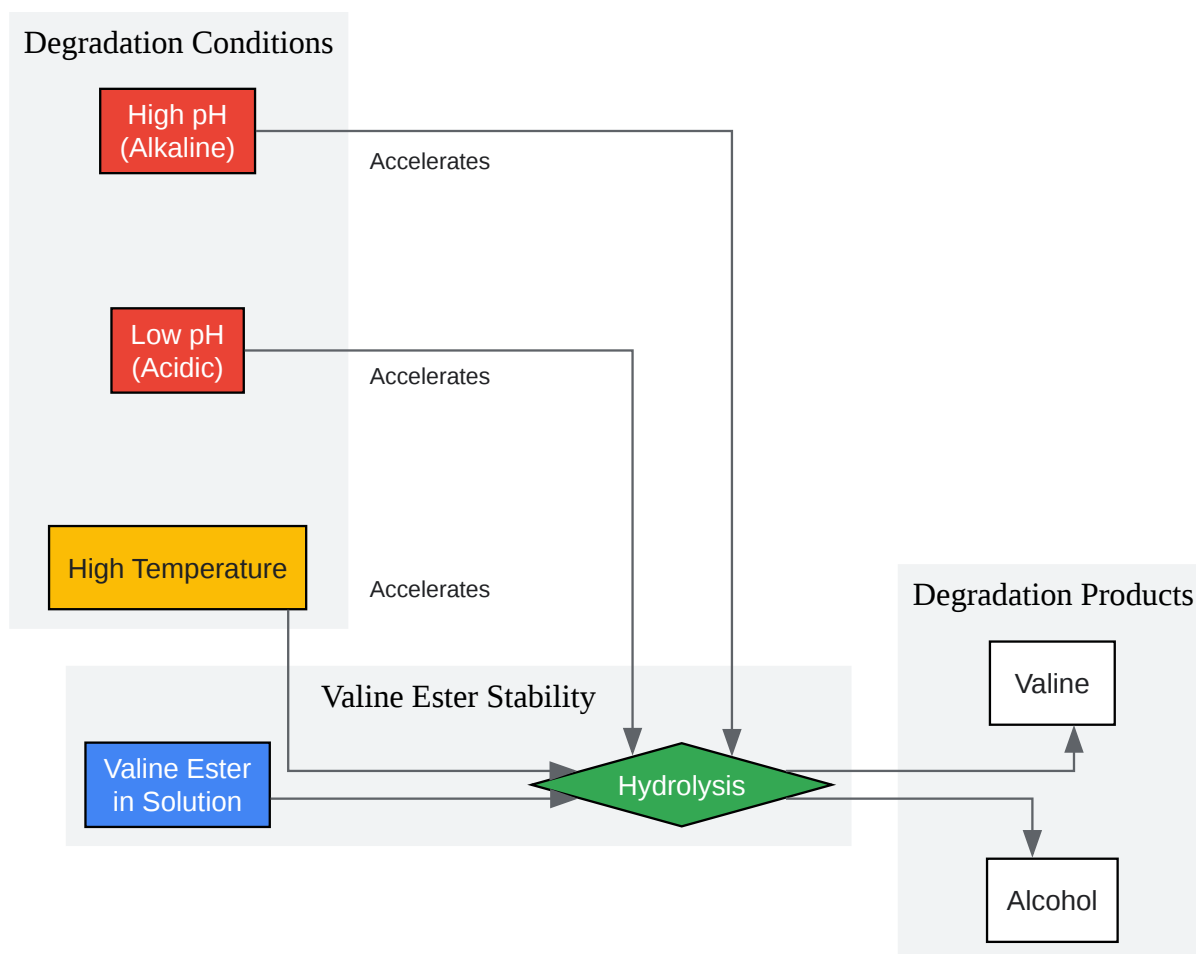 Degradation Conditions
High pH
(Alkaline)
Accelerates
Low pH
(Acidic)
Accelerates
High Temperature
Accelerates
Valine Ester Stability
Valine Ester
in Solution
Hydrolysis
Degradation Products
Valine
Alcohol